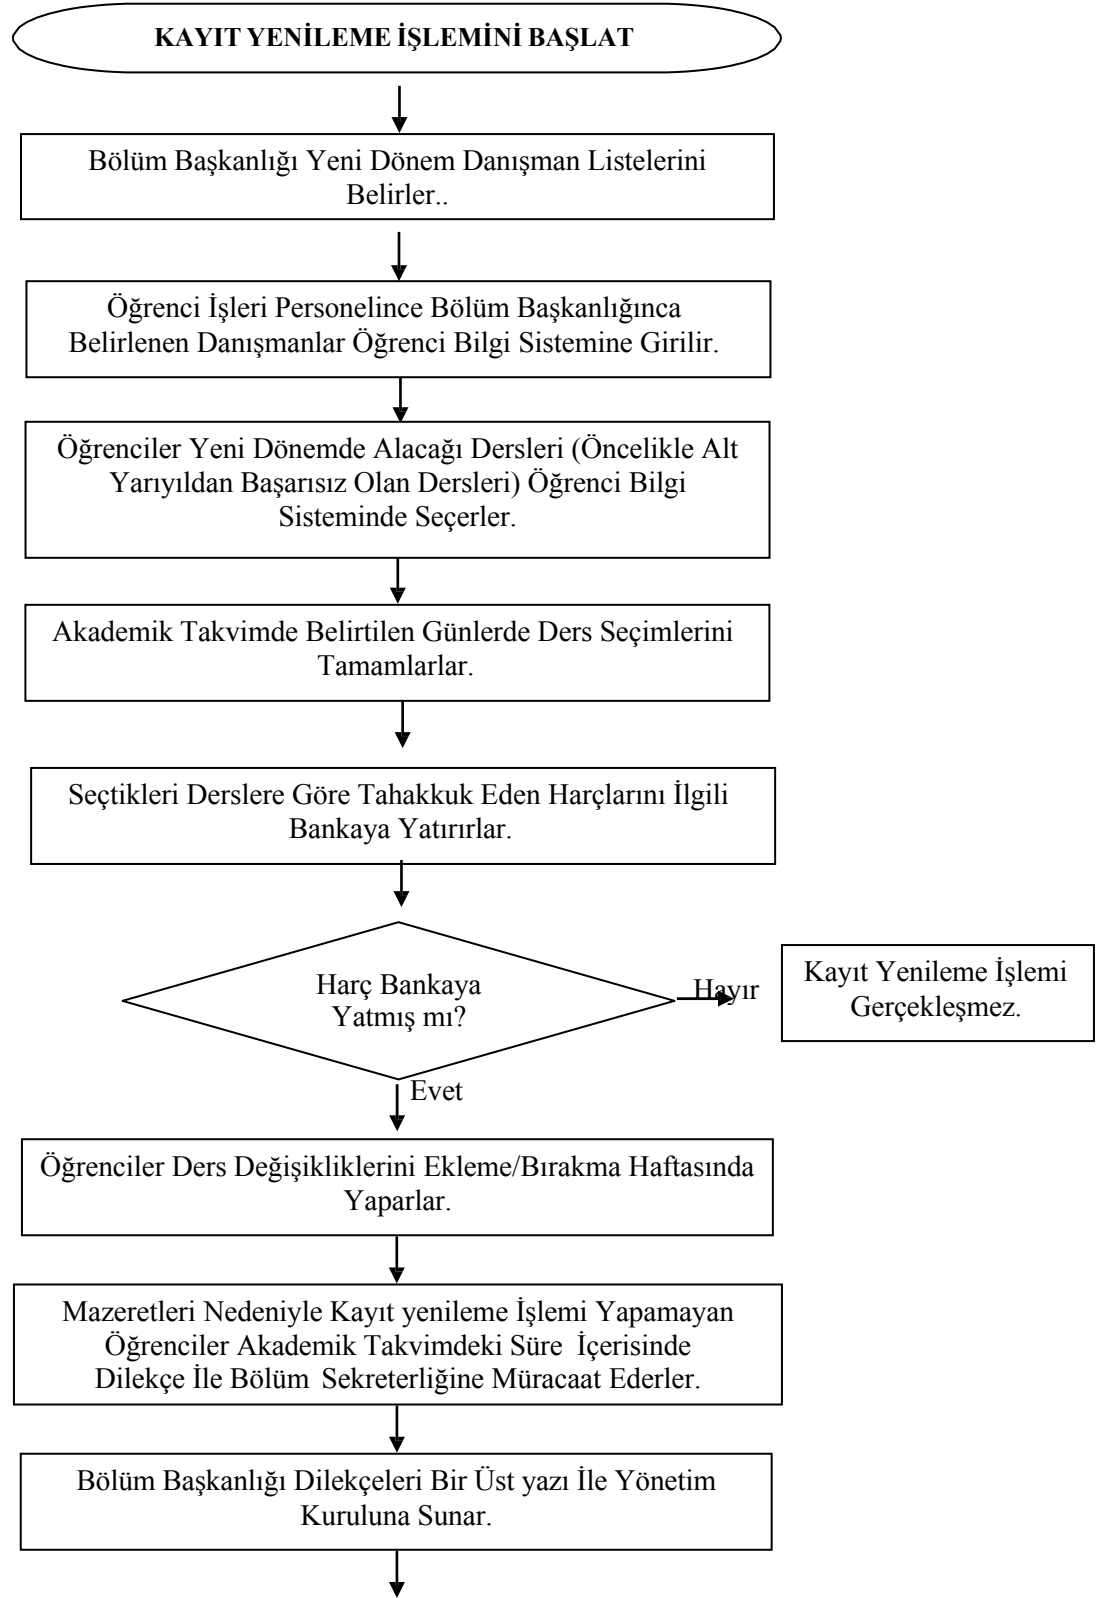 KAYIT YENİLEME İŞLEMİNİ BAŞLAT
Bölüm Başkanlığı Yeni Dönem Danışman Listelerini
Belirler..
Öğrenci İşleri Personelince Bölüm Başkanlığınca
Belirlenen Danışmanlar Öğrenci Bilgi Sistemine Girilir.
Öğrenciler Yeni Dönemde Alacağı Dersleri (Öncelikle Alt
Yarıyıldan Başarısız Olan Dersleri) Öğrenci Bilgi
Sisteminde Seçerler.
Akademik Takvimde Belirtilen Günlerde Ders Seçimlerini
Tamamlarlar.
Seçtikleri Derslere Göre Tahakkuk Eden Harçlarını İlgili
Bankaya Yatırırlar.
Harç Bankaya
Yatmış mı?
Hayır
Kayıt Yenileme İşlemi
Gerçekleşmez.
Evet
Öğrenciler Ders Değişikliklerini Ekleme/Bırakma Haftasında
Yaparlar.
Mazeretleri Nedeniyle Kayıt yenileme İşlemi Yapamayan
Öğrenciler Akademik Takvimdeki Süre İçerisinde
Dilekçe İle Bölüm Sekreterliğine Müracaat Ederler.
Bölüm Başkanlığı Dilekçeleri Bir Üst yazı İle Yönetim
Kuruluna Sunar.